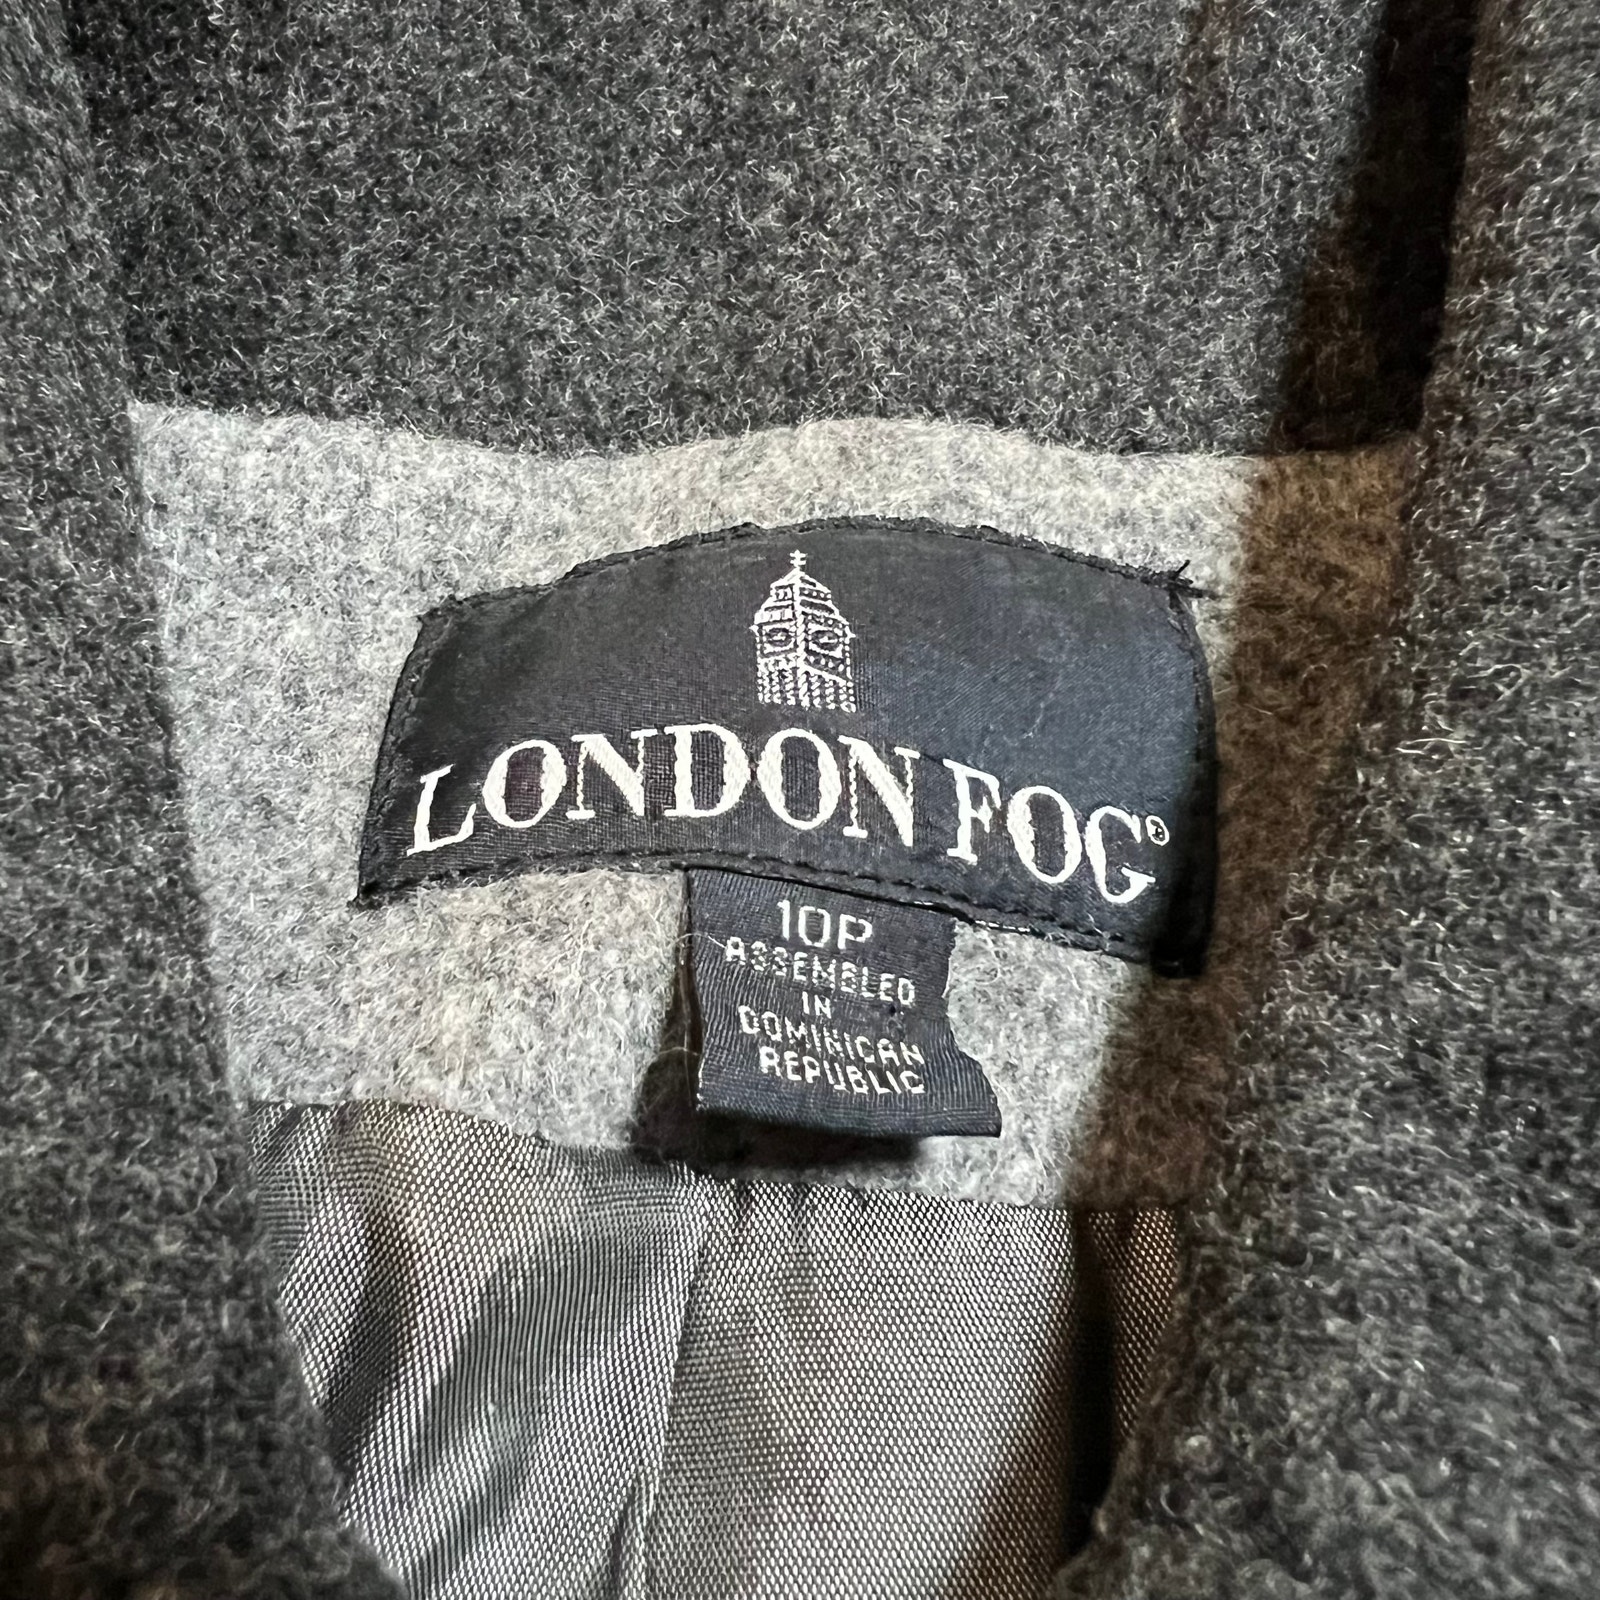 LONDON FOG®
10P
ASSEMBLED
IN
DOMINICAN
REPUBLIC